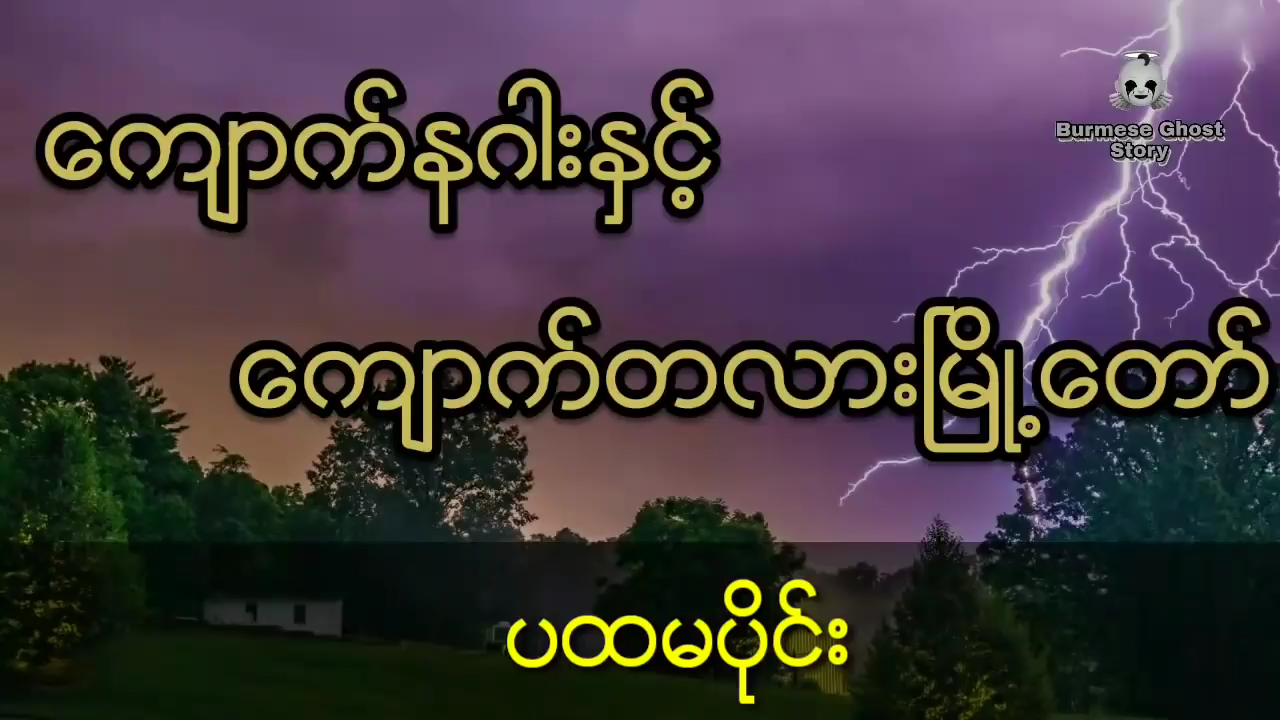 ကျောက်နဂါးနှင့်
Burmese Ghost
Story
ကျောက်တလားမြို့တော်
ပထမပိုင်း